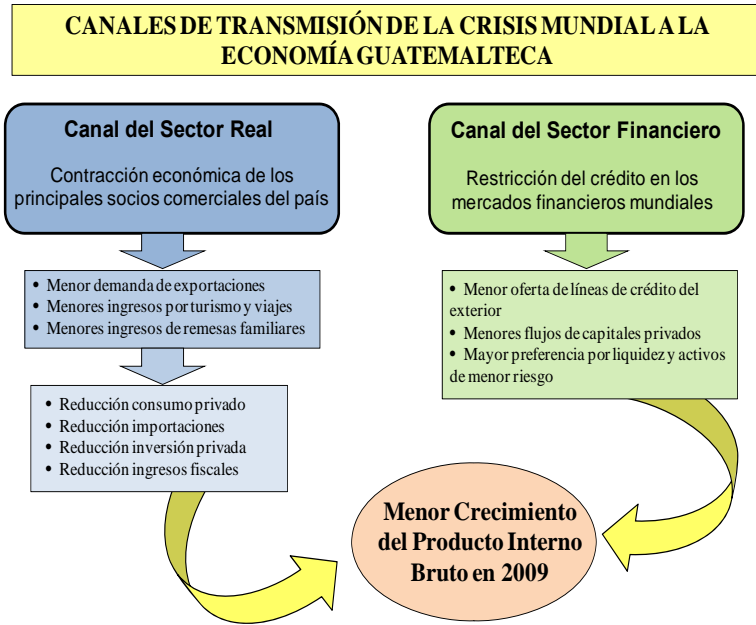 CANALES DE TRANSMISIÓN DE LA CRISIS MUNDIAL A LA
ECONOMÍA GUATEMALTECA
Canal del Sector Real
Contracción económica de los
principales socios comerciales del país
• Menor demanda de exportaciones
• Menores ingresos por turismo y viajes
• Menores ingresos de remesas familiares
• Reducción consumo privado
• Reducción importaciones
• Reducción inversión privada
• Reducción ingresos fiscales
Canal del Sector Financiero
Restricción del crédito en los
mercados financieros mundiales
• Menor oferta de líneas de crédito del
exterior
• Menores flujos de capitales privados
• Mayor preferencia por liquidez y activos
de menor riesgo
Menor Crecimiento
del Producto Interno
Bruto en 2009